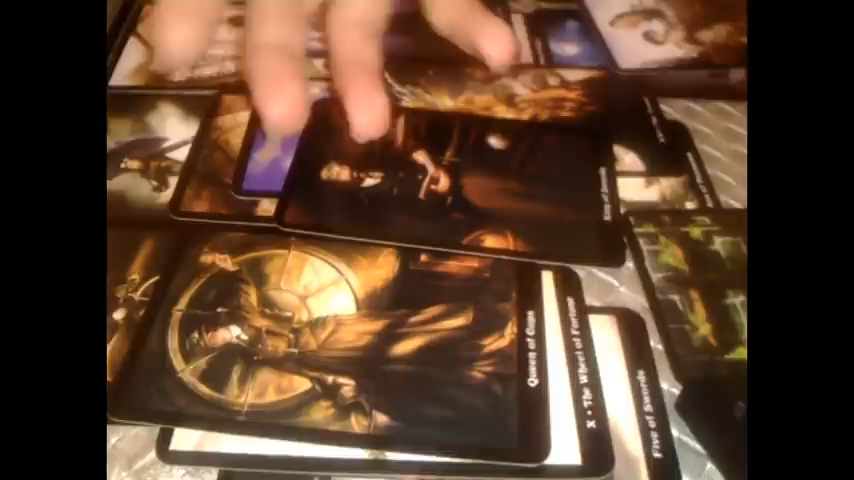 King of Swords
Queen of Cups
X • The Wheel of Fortune
Five of Swords